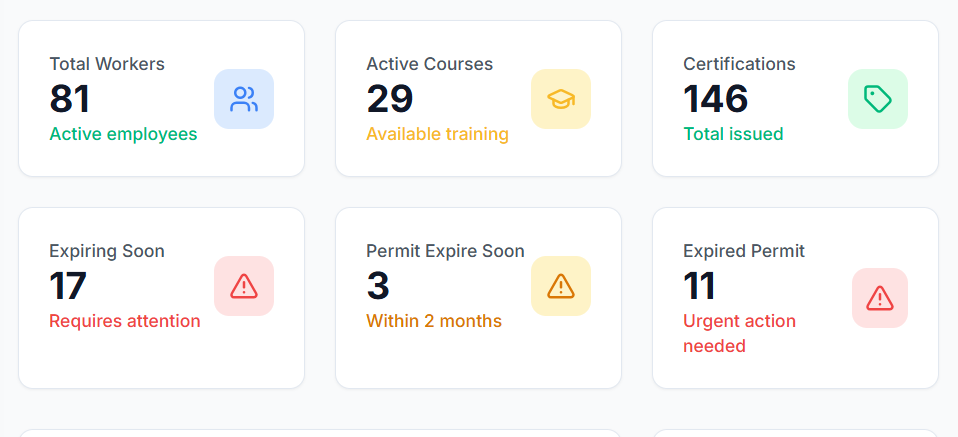 Total Workers
81
Active employees
Active Courses
29
Available training
Certifications
146
Total issued
Expiring Soon
17
Requires attention
Permit Expire Soon
3
Within 2 months
Expired Permit
11
Urgent action
needed